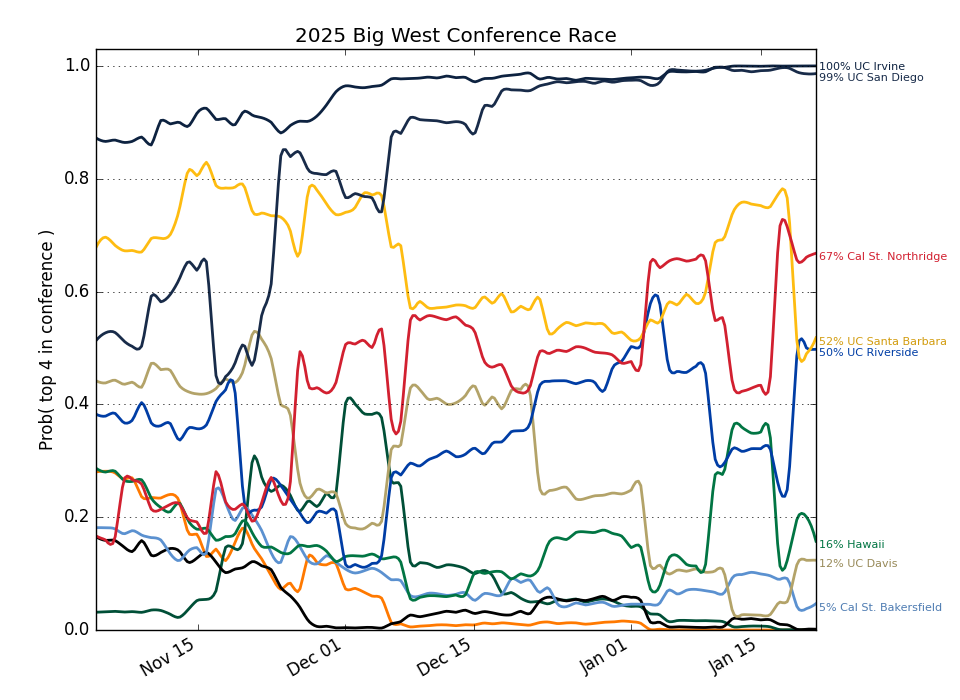 2025 Big West Conference Race
Prob( top 4 in conference )
1.0
0.8
0.6
0.4
0.2
0.0
Nov 15
Dec 01
Dec 15
Jan 01
Jan 15
100% UC Irvine
99% UC San Diego
67% Cal St. Northridge
52% UC Santa Barbara
50% UC Riverside
16% Hawaii
12% UC Davis
5% Cal St. Bakersfield